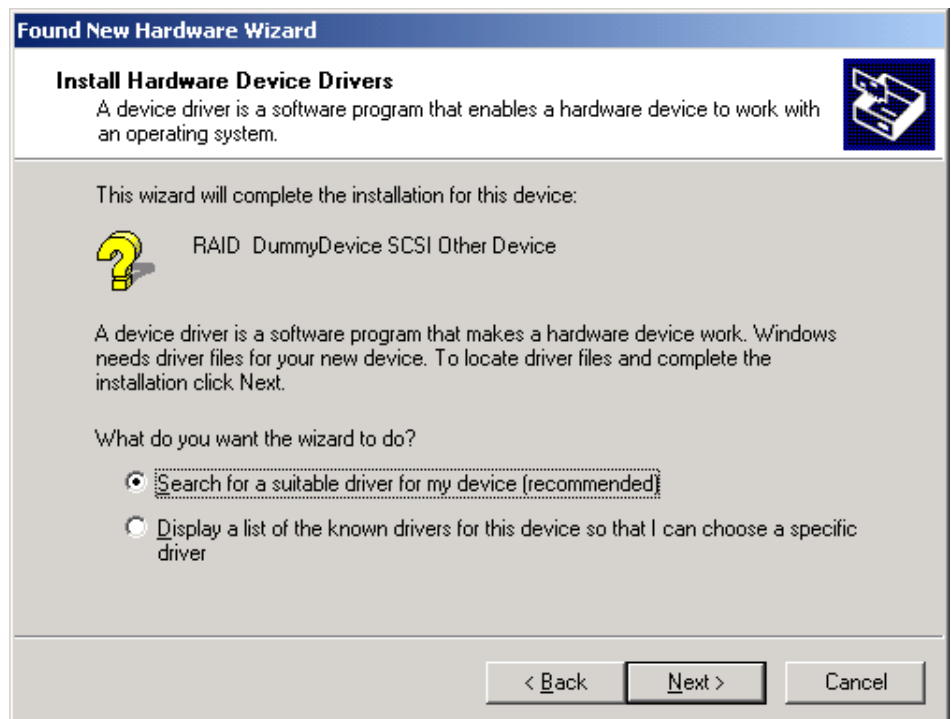 Found New Hardware Wizard
Install Hardware Device Drivers
A device driver is a software program that enables a hardware device to work with
an operating system.
This wizard will complete the installation for this device:
RAID  DummyDevice SCSI Other Device
A device driver is a software program that makes a hardware device work. Windows
needs driver files for your new device. To locate driver files and complete the
installation click Next.
What do you want the wizard to do?
Search for a suitable driver for my device (recommended)
Display a list of the known drivers for this device so that I can choose a specific
driver
< Back
Next >
Cancel